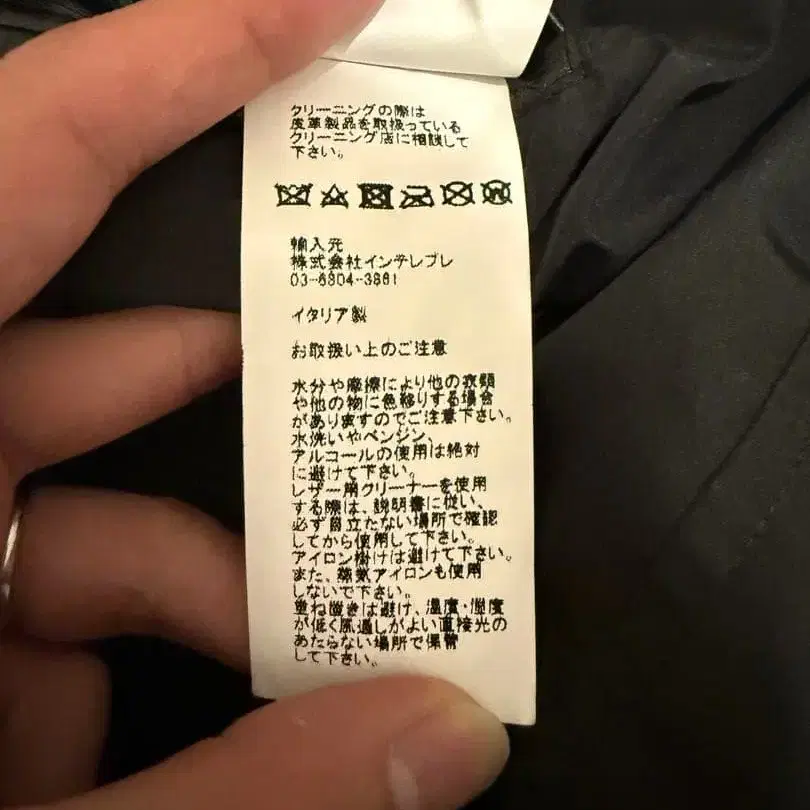 クリーニングの際は
皮革製品を取扱っている
クリーニング店に相談して
下さい。
輸入元
株式会社インテレプレ
03-6804-3861
イタリア製
お取扱い上のご注意
水分や摩擦により他の衣類
や他の物に色移りする場合
がありますのでご注意下さい。
水洗いやベンジン、
アルコールの使用は絶対
に避けて下さい。
レザー用クリーナーを使用
する際は、説明書に従い、
必ず目立たない場所で確認
してから使用して下さい。
アイロン掛けは避けて下さい。
また、蒸気アイロンも使用
しないで下さい。
重ね置きは避け、温度・湿度
が低く風通しがよい直接光の
あたらない場所で保管
して下さい。